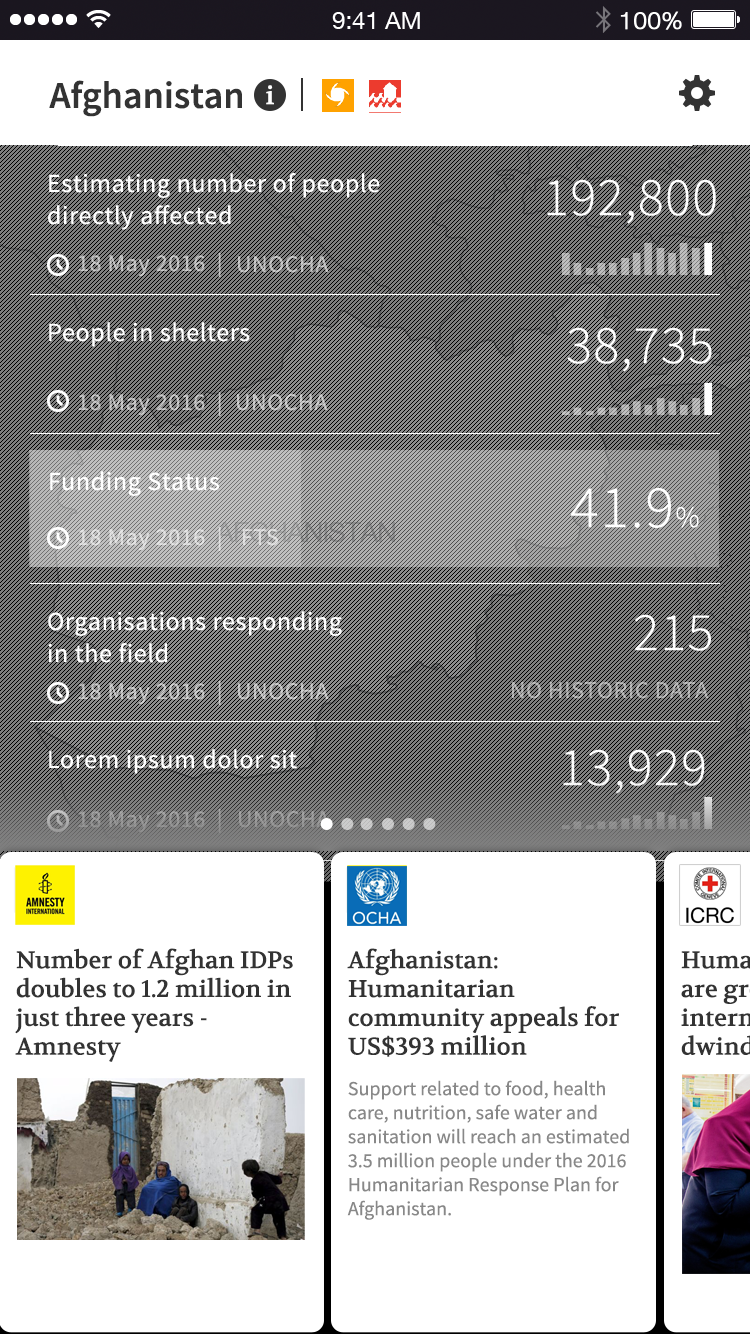 9:41 AM 100%
Afghanistan i
Estimating number of people
directly affected
192,800
18 May 2016 | UNOCHA
People in shelters
38,735
18 May 2016 | UNOCHA
Funding Status
41.9%
AFGHANISTAN
18 May 2016 | FTS
Organisations responding
in the field
215
18 May 2016 | UNOCHA
NO HISTORIC DATA
Lorem ipsum dolor sit
13,929
18 May 2016 | UNOCHA
AMNESTY
INTERNATIONAL
Number of Afghan IDPs
doubles to 1.2 million in
just three years -
Amnesty
OCHA
Afghanistan:
Humanitarian
community appeals for
US$393 million
Support related to food, health
care, nutrition, safe water and
sanitation will reach an estimated
3.5 million people under the 2016
Humanitarian Response Plan for
Afghanistan.
COMITE INTERNATIONAL
GENEVE
ICRC
Huma
are gr
intern
dwind